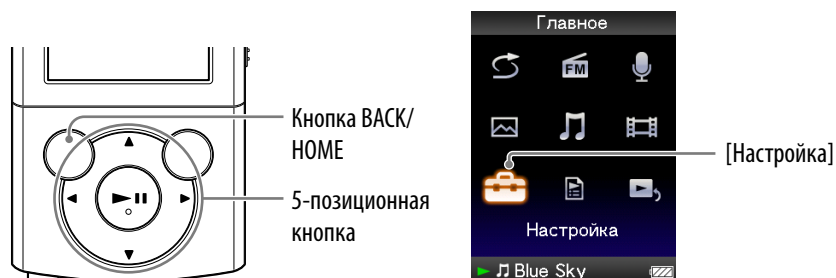 Главное
FM
Кнопка BACK/
HOME
[Настройка]
5-позиционная
кнопка
Настройка
Blue Sky